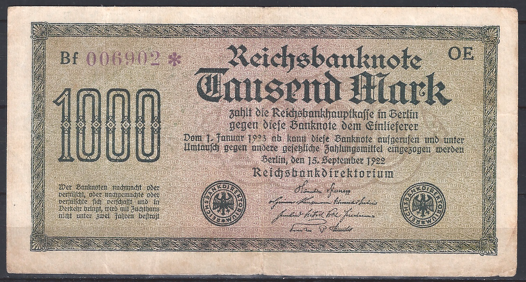 Bf 006902 *
OE
Reichsbanknote
Tausend Mark
1000
zahlt die Reichsbankhauptkasse in Berlin
gegen diese Banknote dem Einlieferer
Vom 1. Januar 1923 ab kann diese Banknote aufgerufen und unter
Umtausch gegen andere gesetzliche Zahlungsmittel eingezogen werden
Berlin, den 15. September 1922
Reichsbankdirektorium
Wer Banknoten nachmacht oder
verfälscht, oder nachgemachte oder
verfälschte sich verschafft und in
Verkehr bringt, wird mit Zuchthaus
nicht unter zwei Jahren bestraft